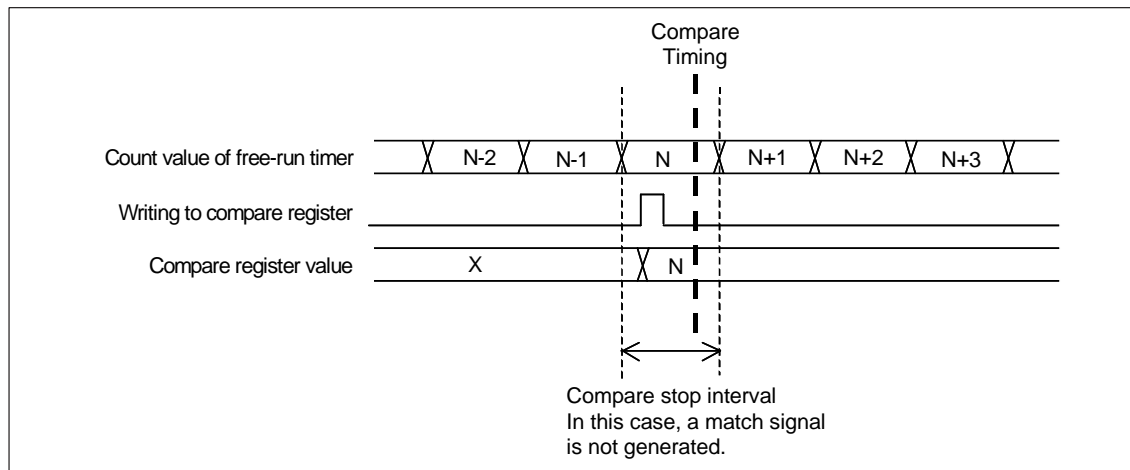 Compare
Timing
Count value of free-run timer N-2 N-1 N N+1 N+2 N+3
Writing to compare register
Compare register value X N
Compare stop interval
In this case, a match signal
is not generated.